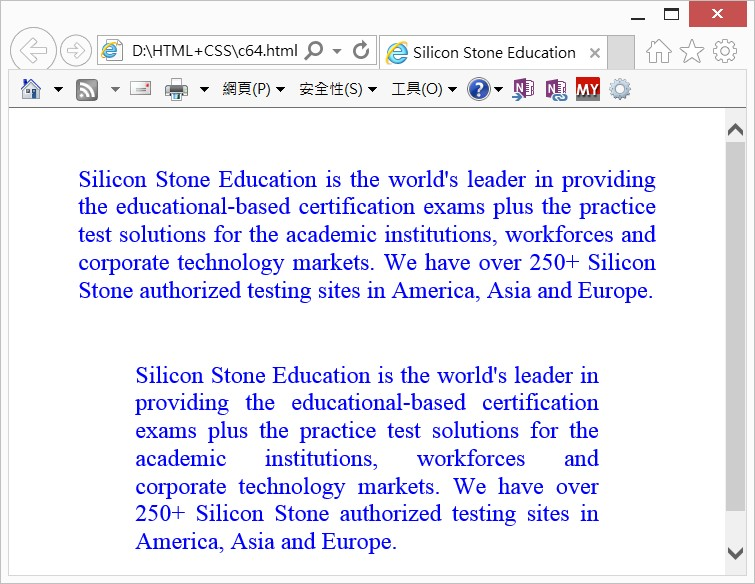 D:\HTML+CSS\c64.html
Silicon Stone Education
網頁(P)
安全性(S)
工具(O)
?
N
N
MY
Silicon Stone Education is the world's leader in providing
the educational-based certification exams plus the practice
test solutions for the academic institutions, workforces and
corporate technology markets. We have over 250+ Silicon
Stone authorized testing sites in America, Asia and Europe.
Silicon Stone Education is the world's leader in
providing the educational-based certification
exams plus the practice test solutions for the
academic institutions, workforces and
corporate technology markets. We have over
250+ Silicon Stone authorized testing sites in
America, Asia and Europe.